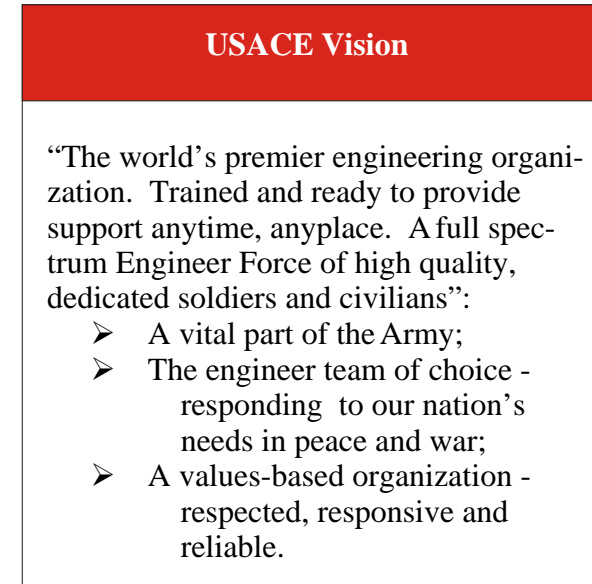 USACE Vision
“The world’s premier engineering organi-
zation.  Trained and ready to provide
support anytime, anyplace.  A full spec-
trum Engineer Force of high quality,
dedicated soldiers and civilians”:
➢ A vital part of the Army;
➢ The engineer team of choice -
responding  to our nation’s
needs in peace and war;
➢ A values-based organization -
respected, responsive and
reliable.